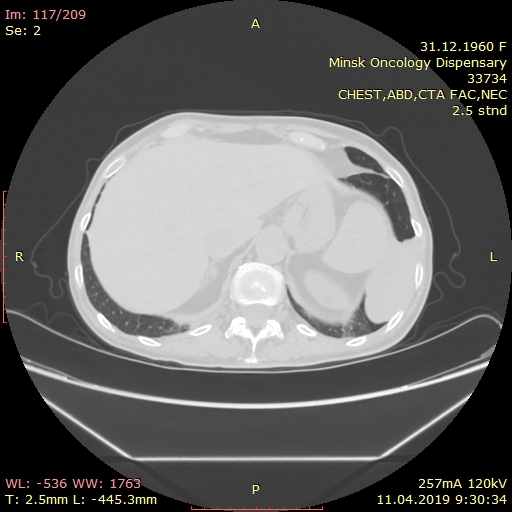 Im: 117/209
Se: 2
A
31.12.1960 F
Minsk Oncology Dispensary
33734
CHEST,ABD,CTA FAC,NEC
2.5 stnd
R
L
WL: -536 WW: 1763
T: 2.5mm L: -445.3mm
P
257mA 120kV
11.04.2019 9:30:34